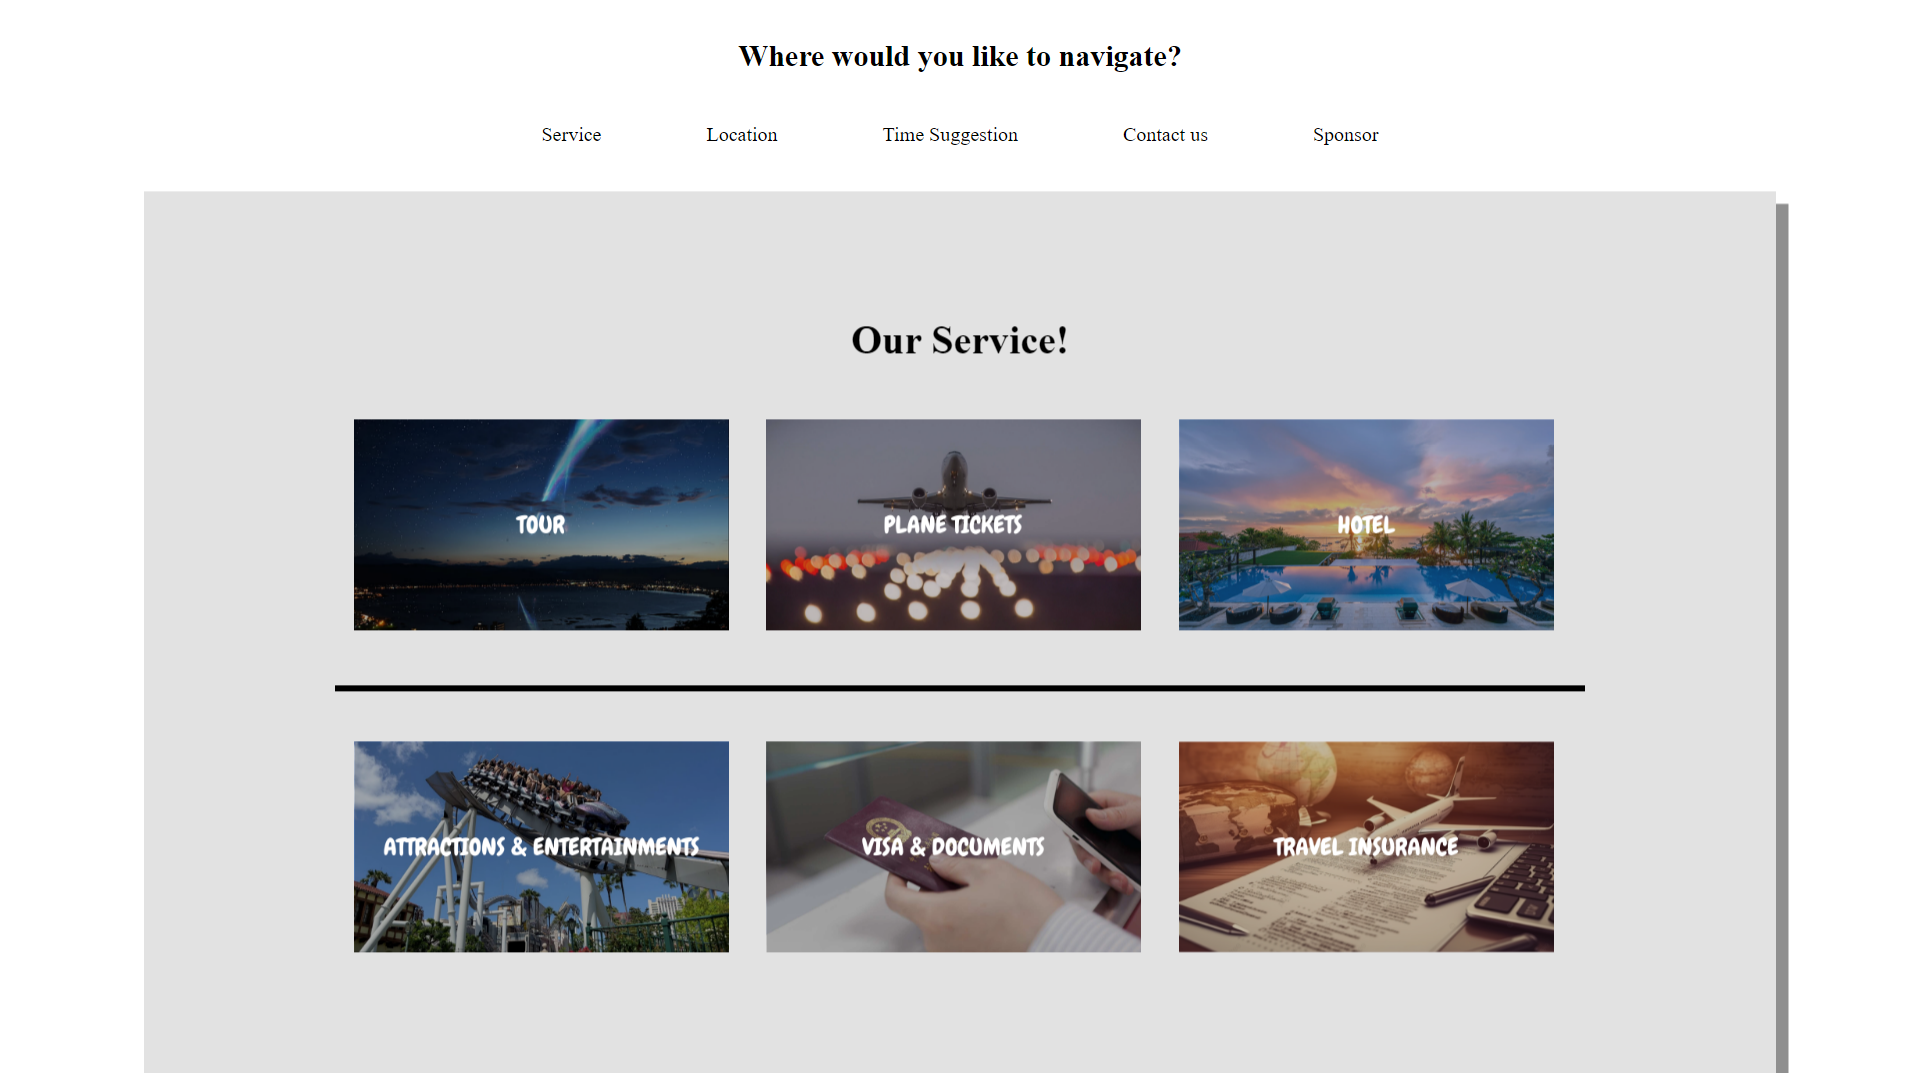 Where would you like to navigate?
Service Location Time Suggestion Contact us Sponsor
Our Service!
TOUR
PLANE TICKETS
HOTEL
ATTRACTIONS & ENTERTAINMENTS
VISA & DOCUMENTS
TRAVEL INSURANCE